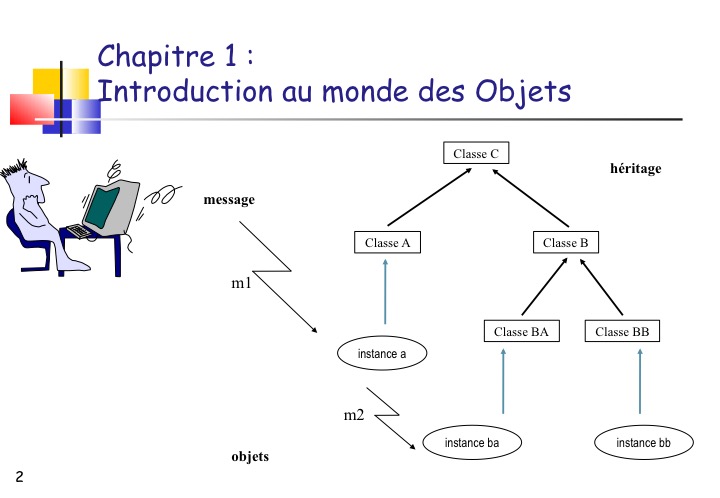 Chapitre 1 :
Introduction au monde des Objets
Classe C
héritage
message
Classe A
Classe B
m1
Classe BA
Classe BB
instance a
m2
instance ba
instance bb
objets
2